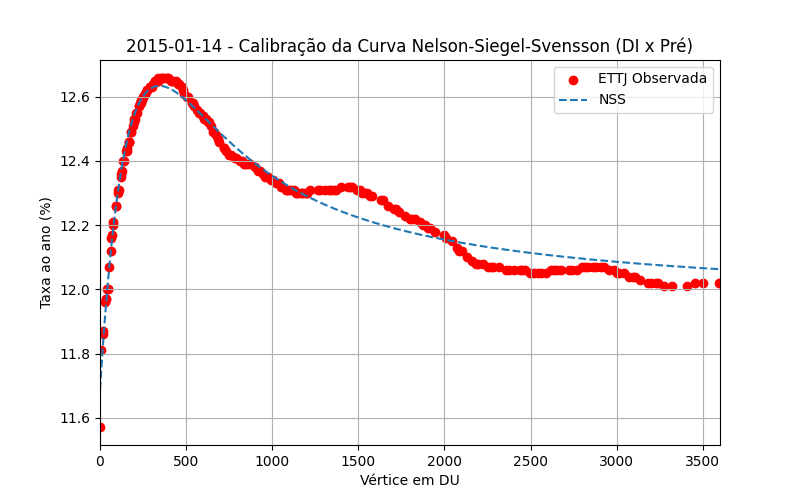 2015-01-14 - Calibração da Curva Nelson-Siegel-Svensson (DI x Pré)
ETTJ Observada
NSS
Taxa ao ano (%)
12.6
12.4
12.2
12.0
11.8
11.6
0 500 1000 1500 2000 2500 3000 3500
Vértice em DU